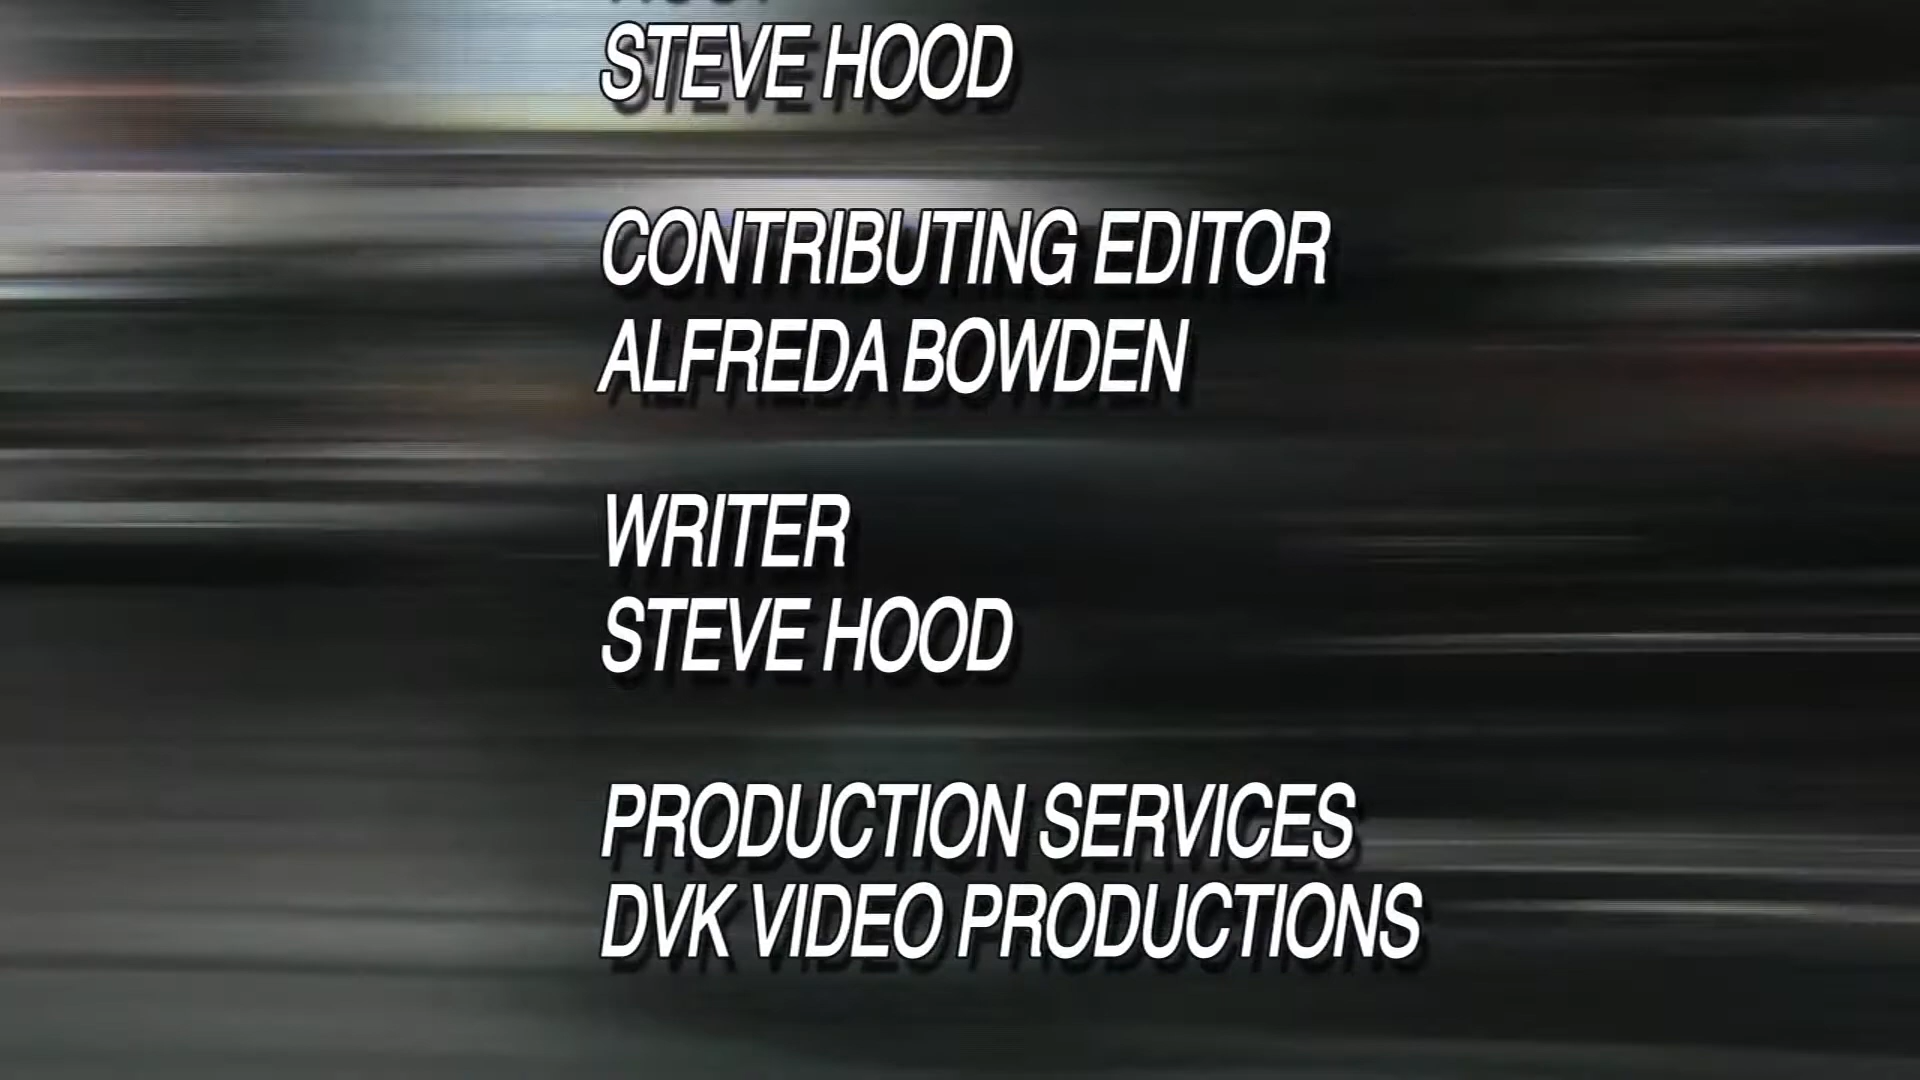 STEVE HOOD
CONTRIBUTING EDITOR
ALFREDA BOWDEN
WRITER
STEVE HOOD
PRODUCTION SERVICES
DVK VIDEO PRODUCTIONS